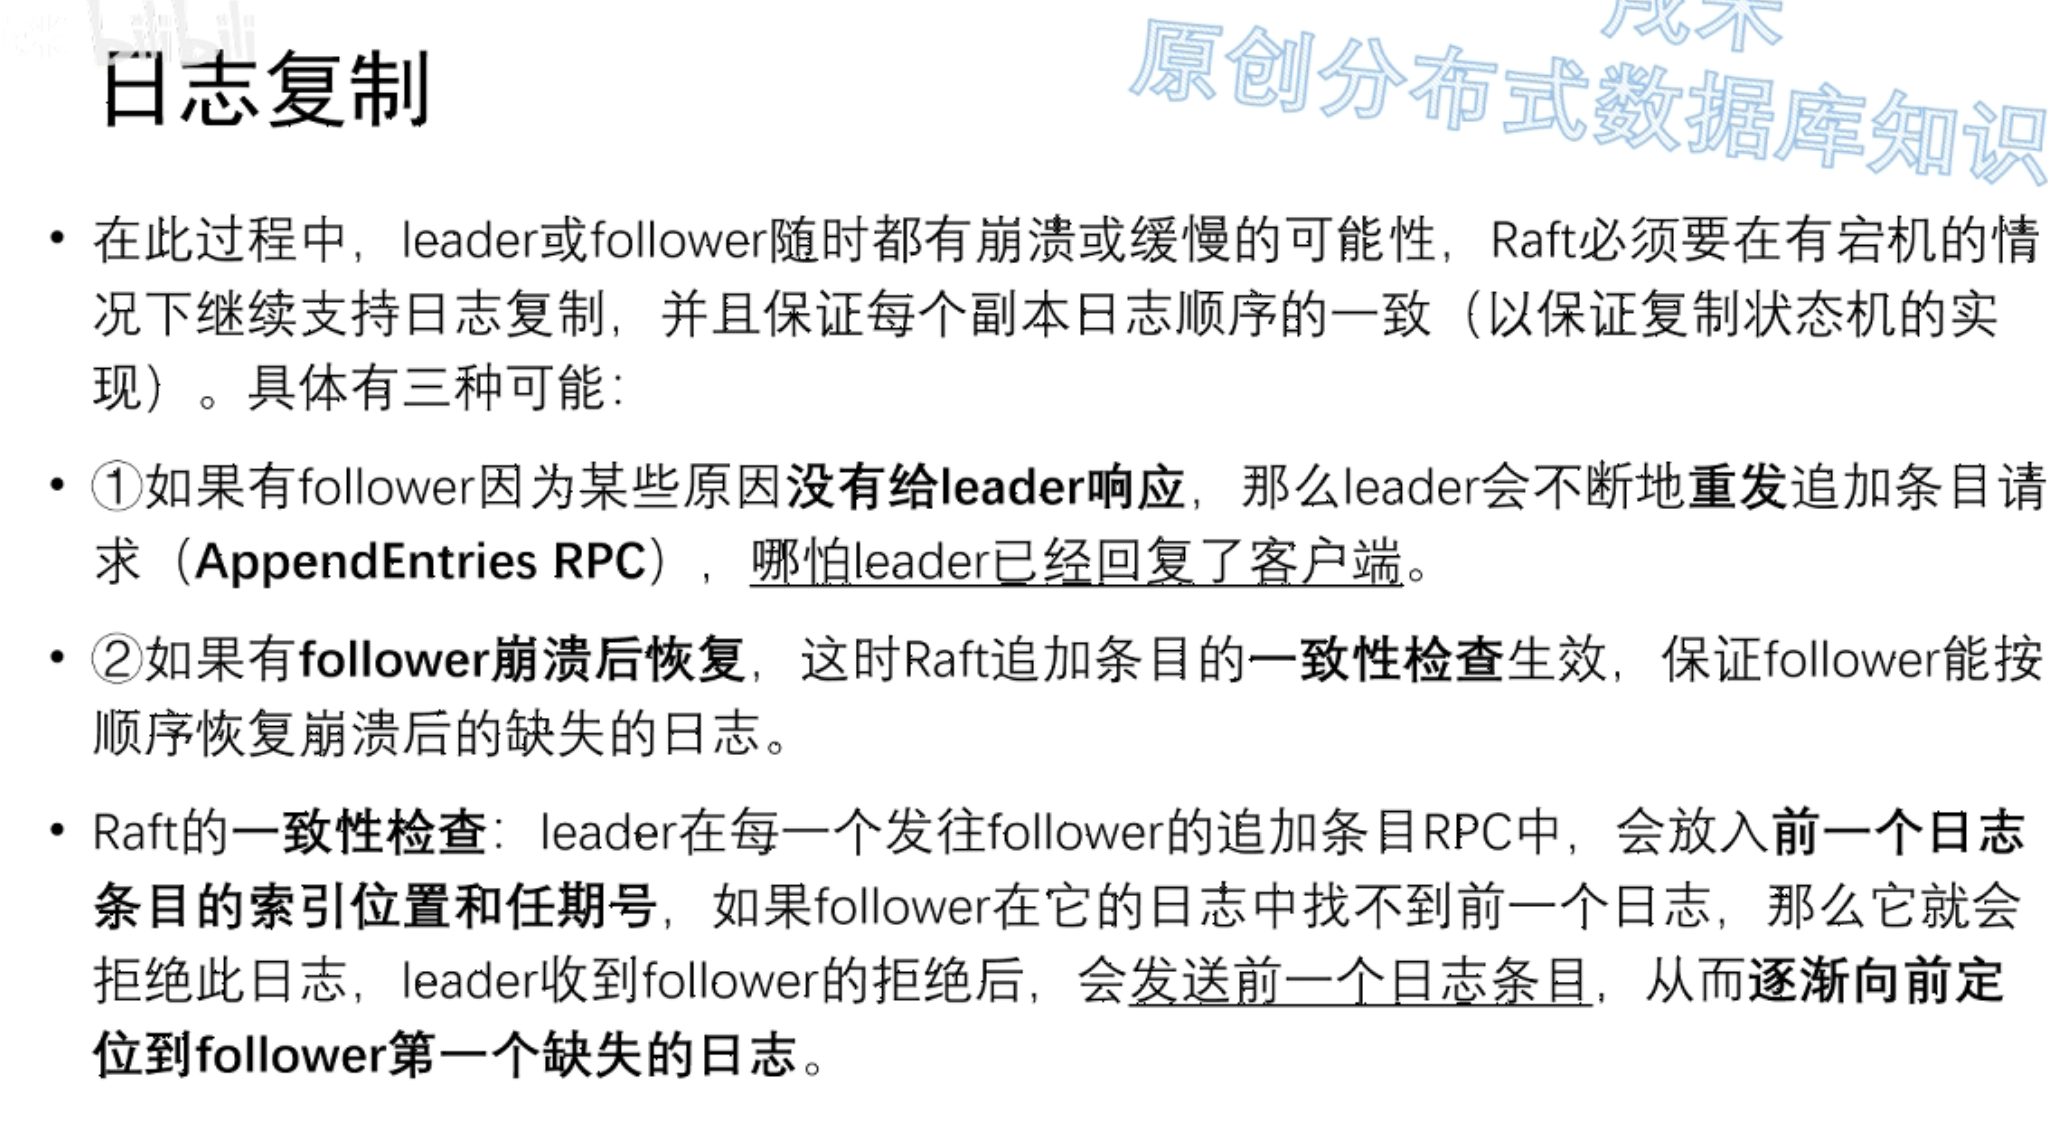 日志复制
原创分布式数据库知识
在此过程中，leader或follower随时都有崩溃或缓慢的可能性，Raft必须要在有宕机的情
况下继续支持日志复制，并且保证每个副本日志顺序的一致（以保证复制状态机的实
现）。具体有三种可能：
①如果有follower因为某些原因没有给leader响应，那么leader会不断地重发追加条目请
求（AppendEntries RPC），哪怕leader已经回复了客户端。
②如果有follower崩溃后恢复，这时Raft追加条目的一致性检查生效，保证follower能按
顺序恢复崩溃后的缺失的日志。
Raft的一致性检查：leader在每一个发往follower的追加条目RPC中，会放入前一个日志
条目的索引位置和任期号，如果follower在它的日志中找不到前一个日志，那么它就会
拒绝此日志，leader收到follower的拒绝后，会发送前一个日志条目，从而逐渐向前定
位到follower第一个缺失的日志。